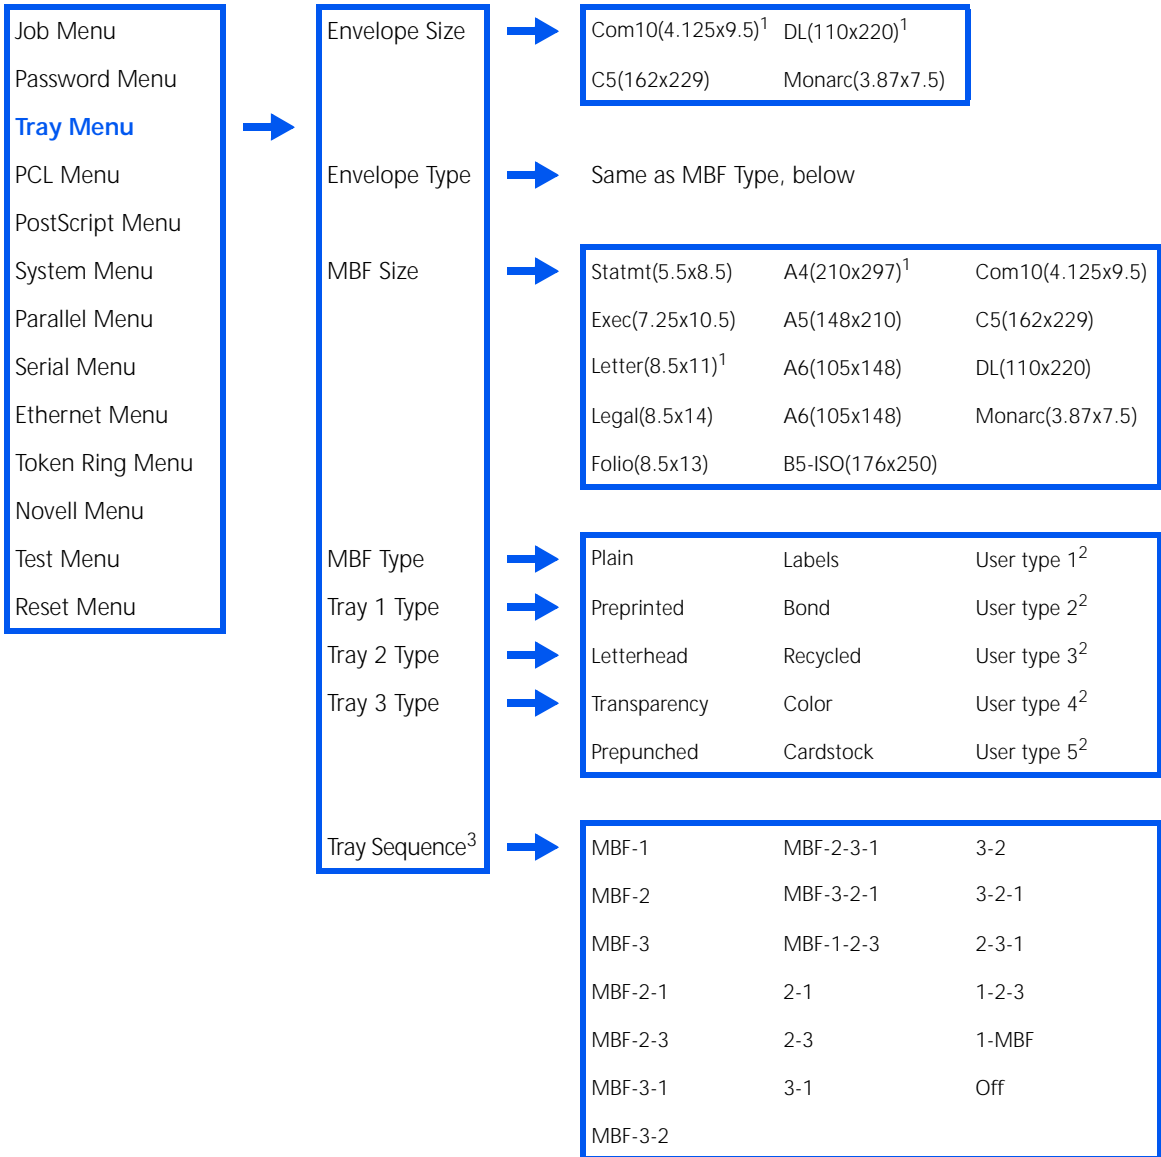 Job Menu
Password Menu
Tray Menu
PCL Menu
PostScript Menu
System Menu
Parallel Menu
Serial Menu
Ethernet Menu
Token Ring Menu
Novell Menu
Test Menu
Reset Menu
Envelope Size
Com10(4.125x9.5)1 DL(110x220)1
C5(162x229) Monarc(3.87x7.5)
Envelope Type
Same as MBF Type, below
MBF Size
Statmt(5.5x8.5) A4(210x297)1 Com10(4.125x9.5)
Exec(7.25x10.5) A5(148x210) C5(162x229)
Letter(8.5x11)1 A6(105x148) DL(110x220)
Legal(8.5x14) A6(105x148) Monarc(3.87x7.5)
Folio(8.5x13) B5-ISO(176x250)
MBF Type
Tray 1 Type
Tray 2 Type
Tray 3 Type
Plain Labels User type 12
Preprinted Bond User type 22
Letterhead Recycled User type 32
Transparency Color User type 42
Prepunched Cardstock User type 52
Tray Sequence3
MBF-1 MBF-2-3-1 3-2
MBF-2 MBF-3-2-1 3-2-1
MBF-3 MBF-1-2-3 2-3-1
MBF-2-1 2-1 1-2-3
MBF-2-3 2-3 1-MBF
MBF-3-1 3-1 Off
MBF-3-2